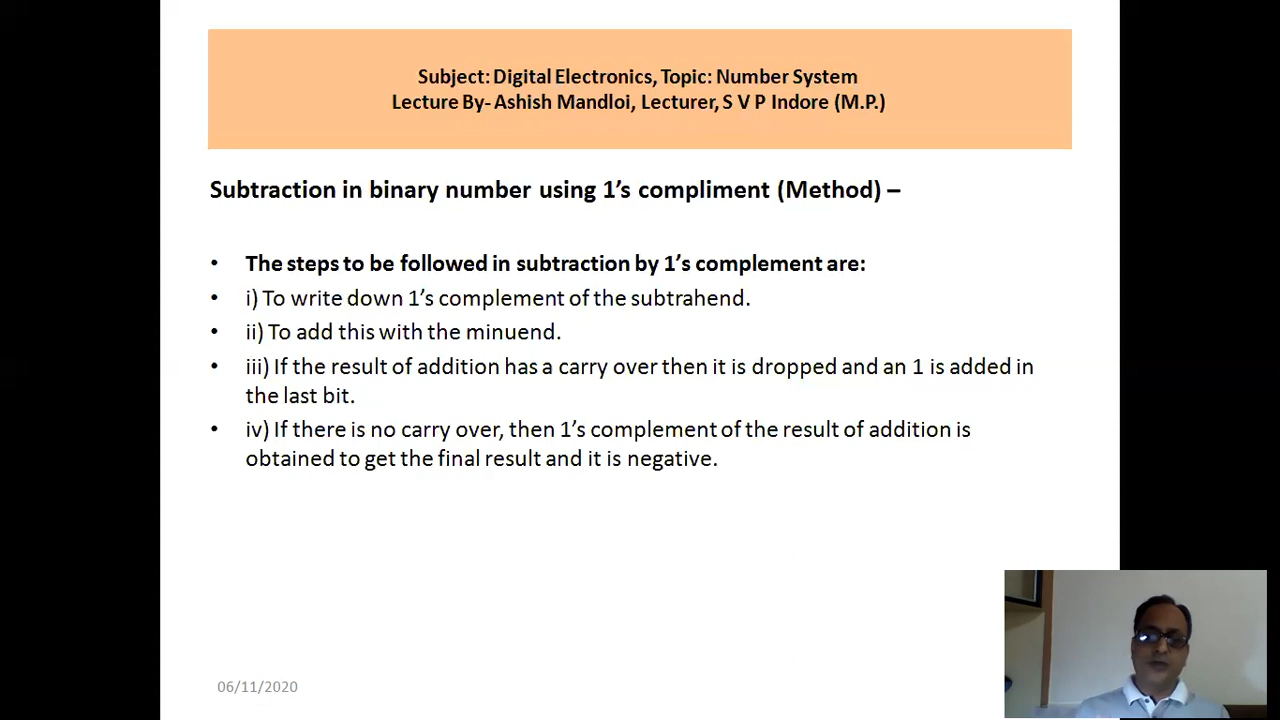 Subject: Digital Electronics, Topic: Number System
Lecture By- Ashish Mandloi, Lecturer, S V P Indore (M.P.)
Subtraction in binary number using 1’s compliment (Method) –
• The steps to be followed in subtraction by 1’s complement are:
• i) To write down 1’s complement of the subtrahend.
• ii) To add this with the minuend.
• iii) If the result of addition has a carry over then it is dropped and an 1 is added in
the last bit.
• iv) If there is no carry over, then 1’s complement of the result of addition is
obtained to get the final result and it is negative.
06/11/2020